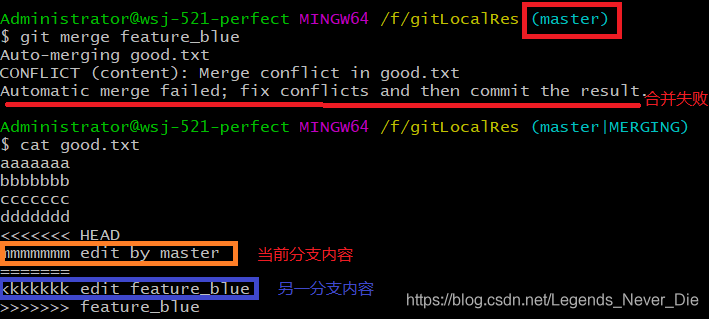 Administrator@wsj-521-perfect MINGW64 /f/gitLocalRes (master)
$ git merge feature_blue
Auto-merging good.txt
CONFLICT (content): Merge conflict in good.txt
Automatic merge failed; fix conflicts and then commit the result. 合并失败
Administrator@wsj-521-perfect MINGW64 /f/gitLocalRes (master|MERGING)
$ cat good.txt
aaaaaaa
bbbbbbb
ccccccc
ddddddd
<<<<<<< HEAD
mmmmmmm edit by master 当前分支内容
=======
kkkkkkk edit feature_blue 另一分支内容
>>>>>>> feature_blue
https://blog.csdn.net/Legends_Never_Die